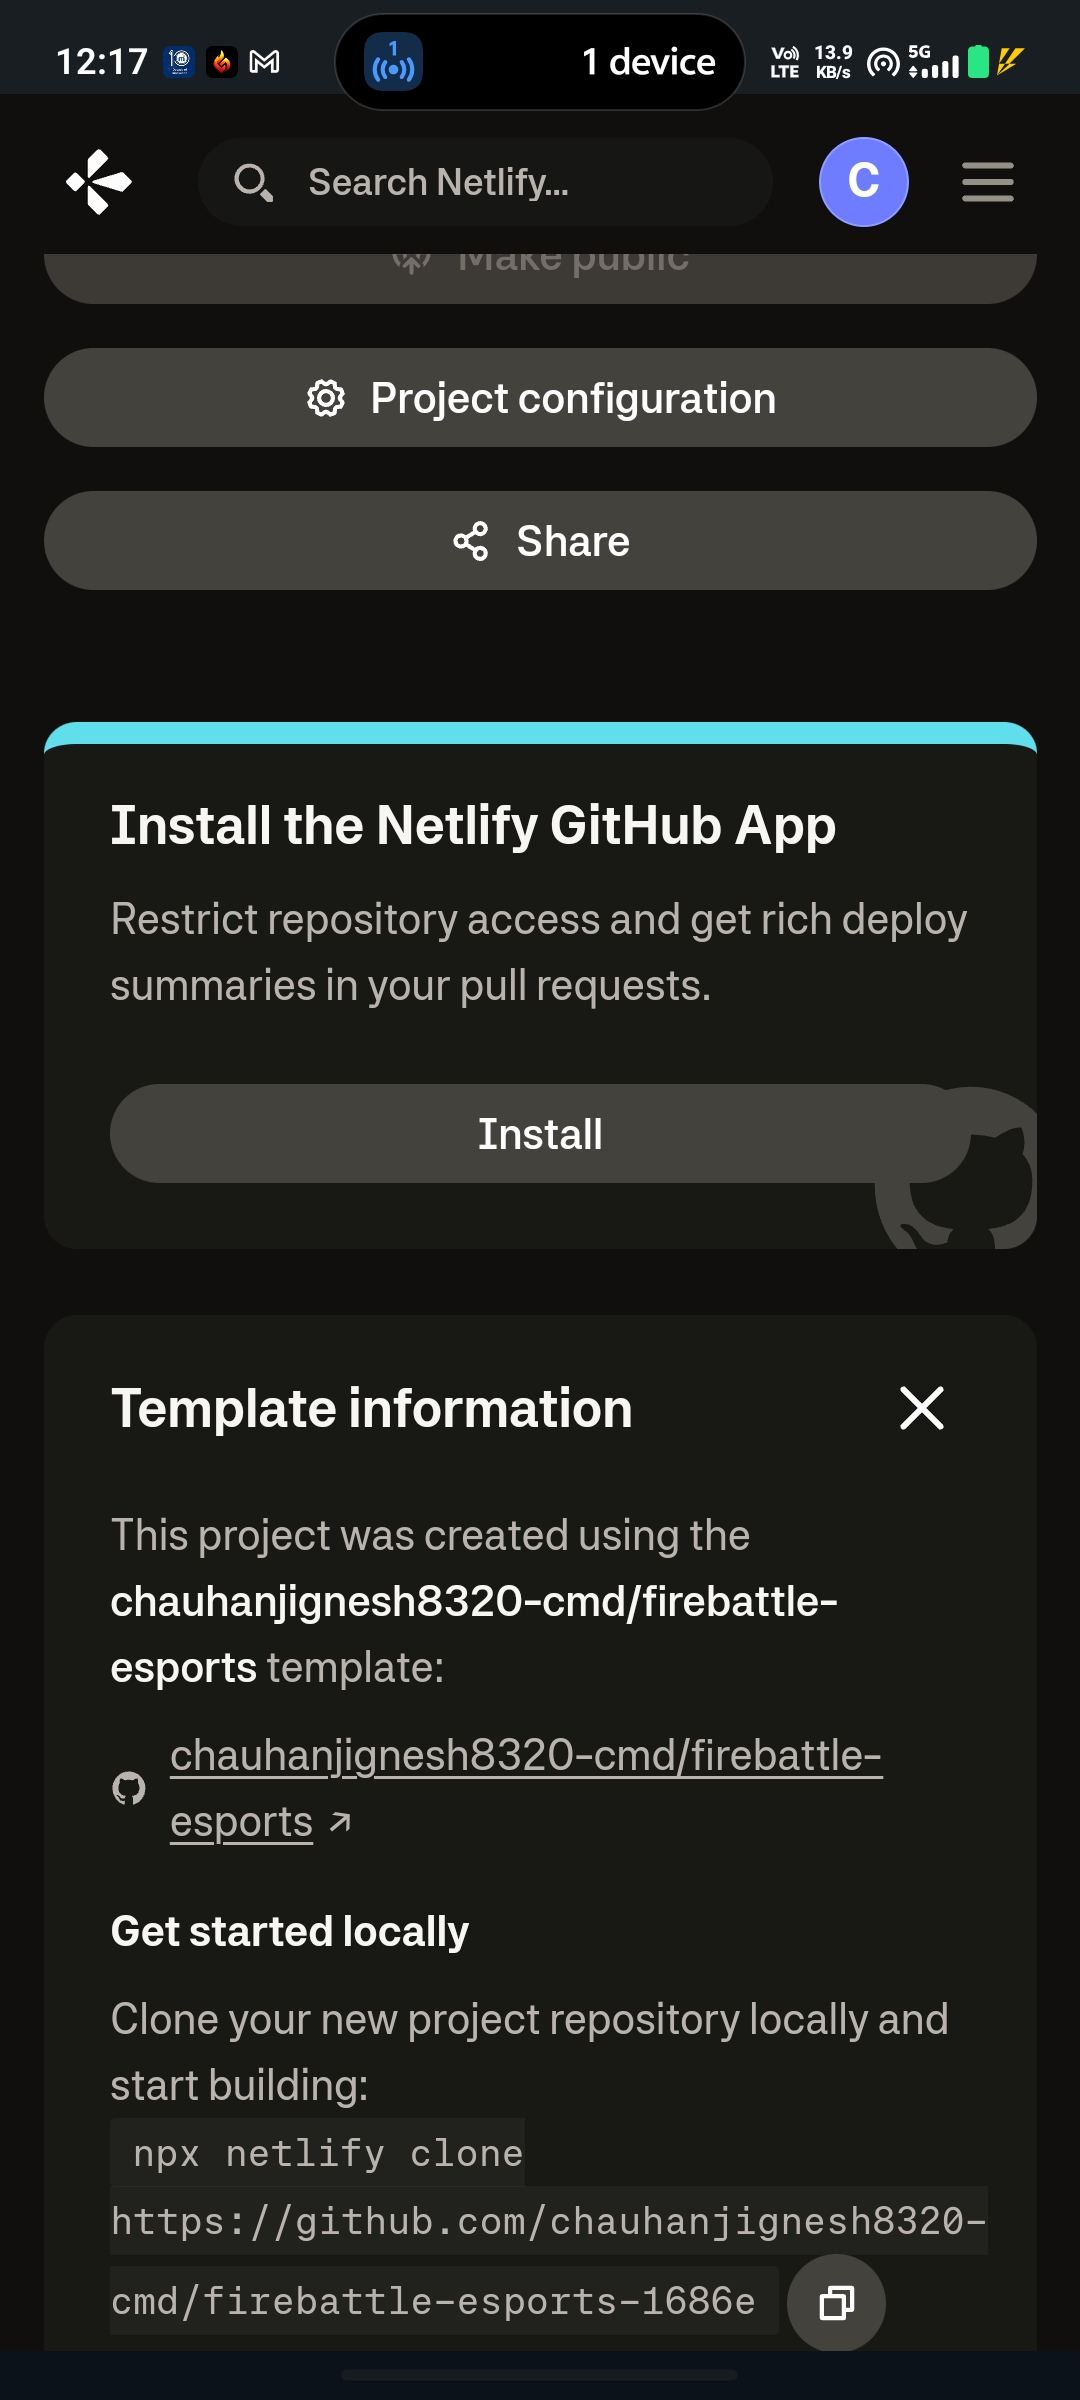 12:17
1
1 device
Vo) LTE
13.9 KB/s
5G
Search Netlify...
C
Make public
Project configuration
Share
Install the Netlify GitHub App
Restrict repository access and get rich deploy
summaries in your pull requests.
Install
Template information
This project was created using the
chauhanjignesh8320-cmd/firebattle-
esports template:
chauhanjignesh8320-cmd/firebattle-
esports ↗
Get started locally
Clone your new project repository locally and
start building:
npx netlify clone
https://github.com/chauhanjignesh8320-
cmd/firebattle-esports-1686e